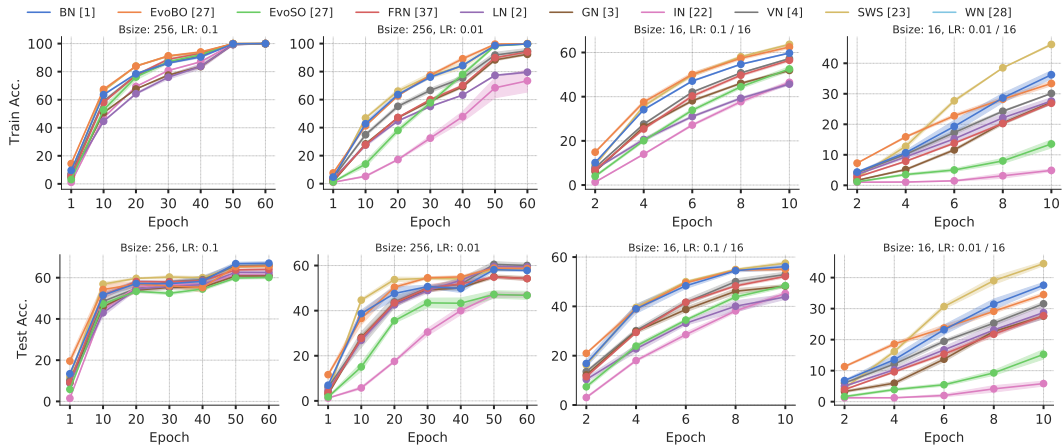 BN [1] EvoBO [27] EvoSO [27] FRN [37] LN [2] GN [3] IN [22] VN [4] SWS [23] WN [28]
Bsize: 256, LR: 0.1 Bsize: 256, LR: 0.01 Bsize: 16, LR: 0.1 / 16 Bsize: 16, LR: 0.01 / 16
Train Acc.
100 80 60 40 20 0
100 80 60 40 20 0
60 40 20 0
40 30 20 10 0
1 10 20 30 40 50 60 1 10 20 30 40 50 60 2 4 6 8 10 2 4 6 8 10
Epoch Epoch Epoch Epoch
Bsize: 256, LR: 0.1 Bsize: 256, LR: 0.01 Bsize: 16, LR: 0.1 / 16 Bsize: 16, LR: 0.01 / 16
Test Acc.
60 40 20 0
60 40 20 0
60 50 40 30 20 10 0
40 30 20 10 0
1 10 20 30 40 50 60 1 10 20 30 40 50 60 2 4 6 8 10 2 4 6 8 10
Epoch Epoch Epoch Epoch